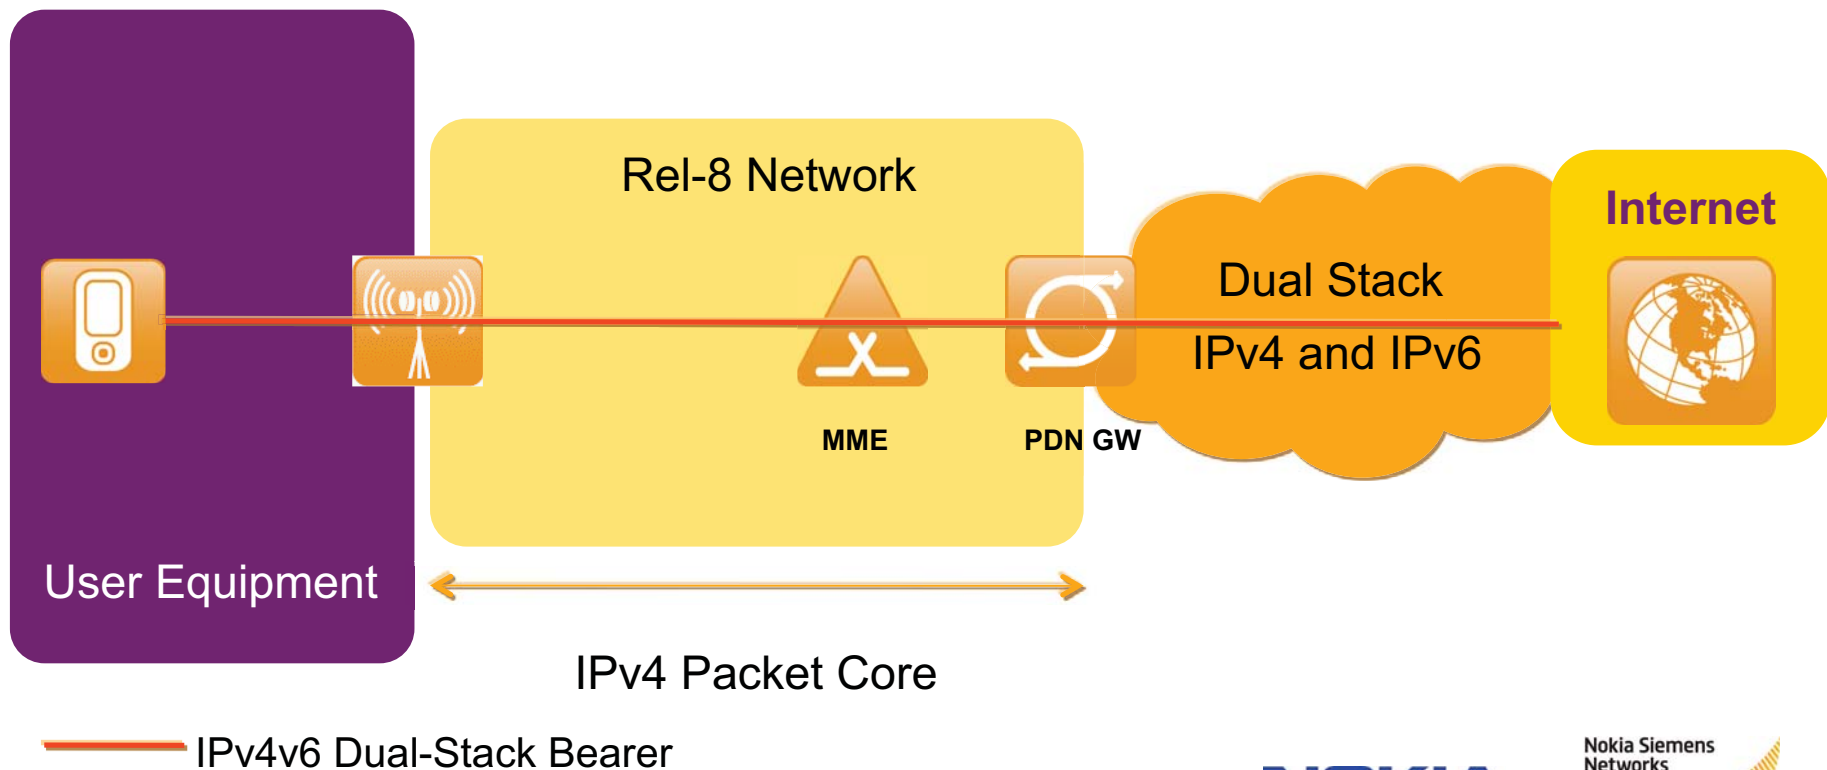 Rel-8 Network
Internet
Dual Stack
IPv4 and IPv6
MME
PDN GW
User Equipment
IPv4 Packet Core
IPv4v6 Dual-Stack Bearer
NOKIA
Nokia Siemens
Networks